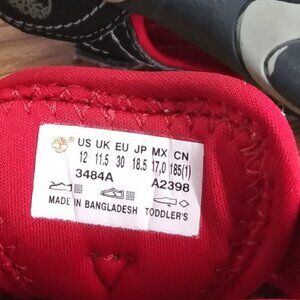 US UK EU JP MX CN
12 11.5 30 18.5 17,0 185(1)
3484A A2398
MADE IN BANGLADESH TODDLER'S